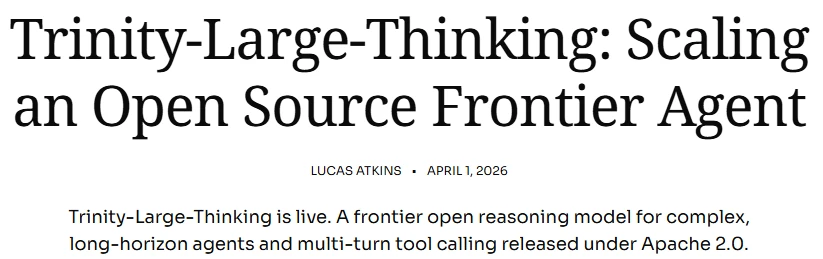 Trinity-Large-Thinking: Scaling
an Open Source Frontier Agent
LUCAS ATKINS • APRIL 1, 2026
Trinity-Large-Thinking is live. A frontier open reasoning model for complex,
long-horizon agents and multi-turn tool calling released under Apache 2.0.